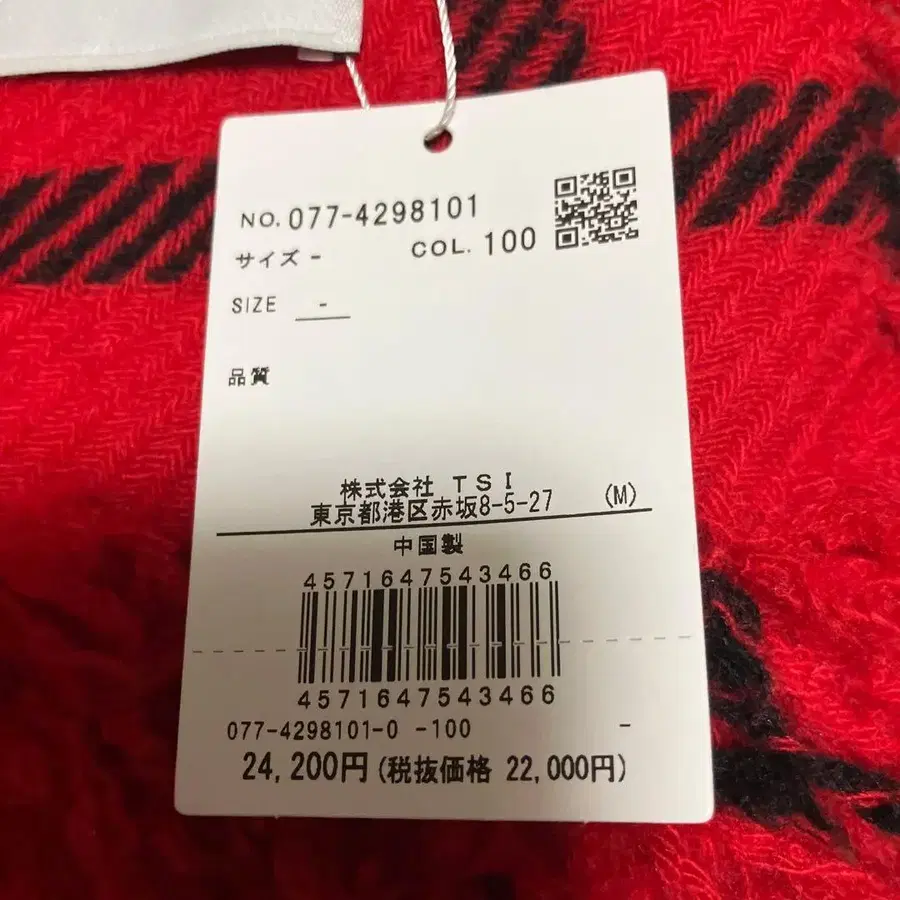 NO. 077-4298101
サイズ -
COL. 100
SIZE -
品質
株式会社 TSI
東京都港区赤坂8-5-27 (M)
中国製
4571647543466
4571647543466
077-4298101-0 -100 -
24,200円(税抜価格 22,000円)